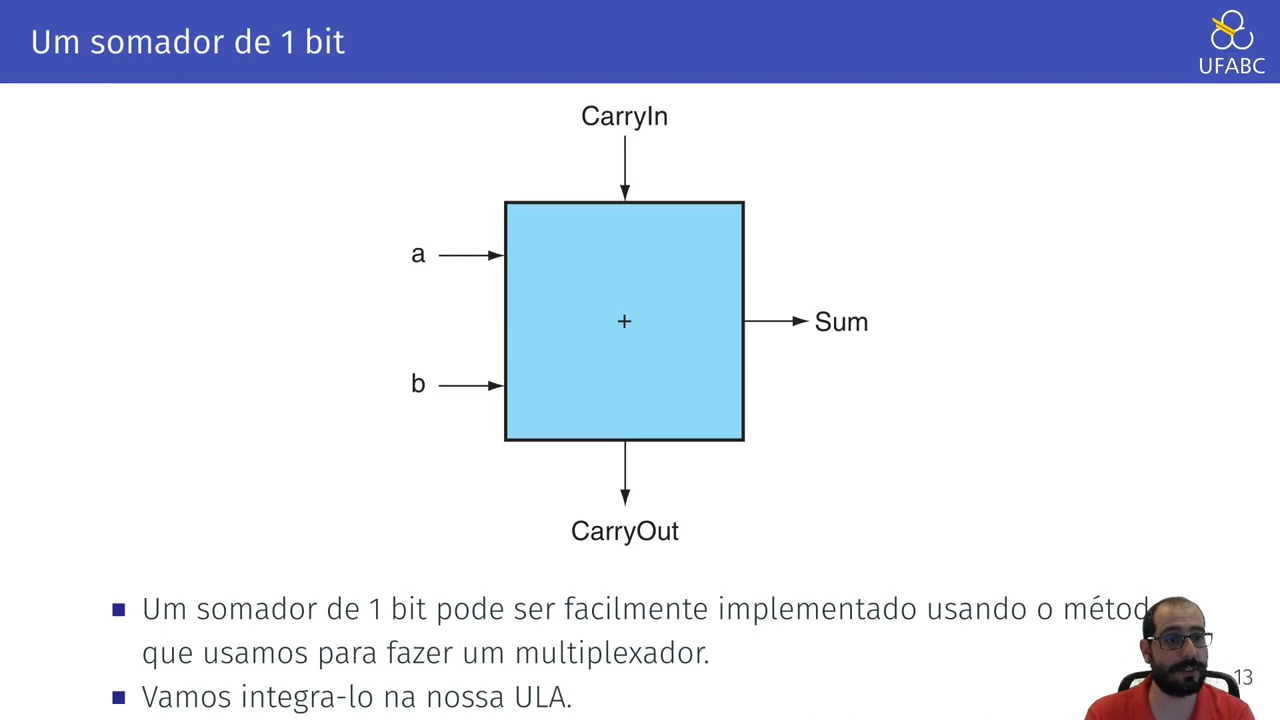 Um somador de 1 bit
UFABC
CarryIn
a
+
Sum
b
CarryOut
Um somador de 1 bit pode ser facilmente implementado usando o
que usamos para fazer um multiplexador.
Vamos integra-lo na nossa ULA.
13